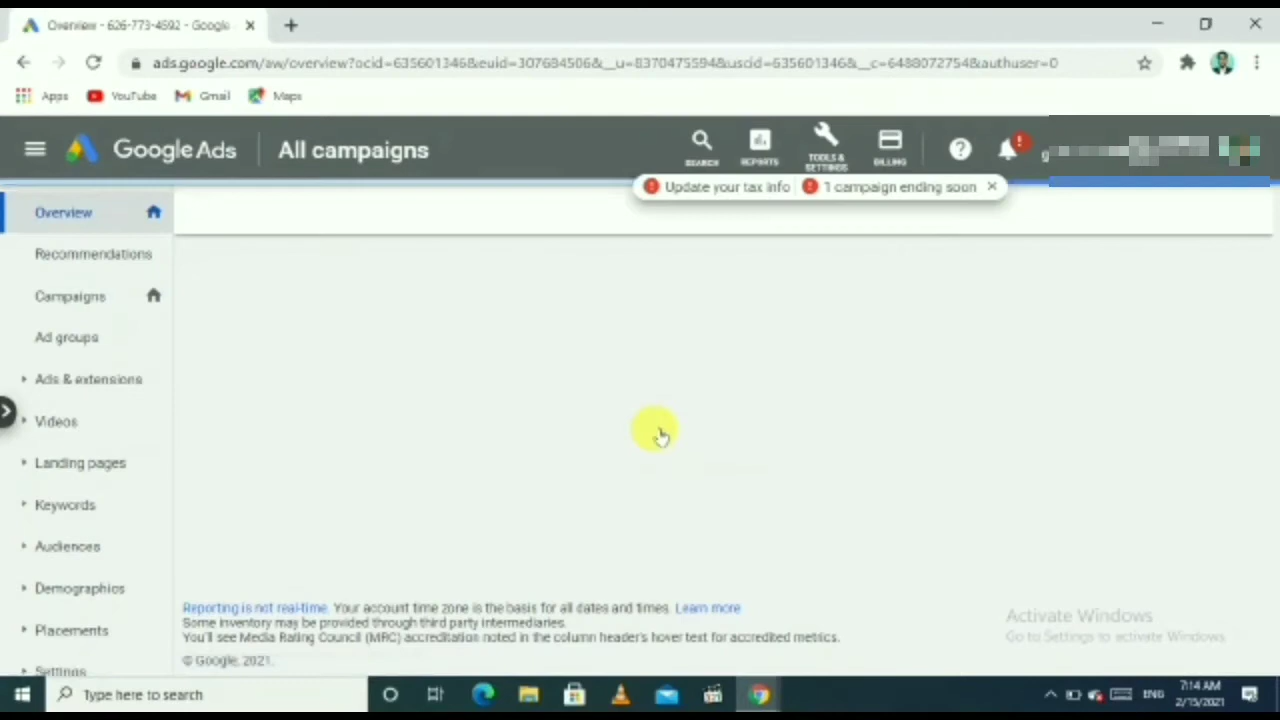 Overview - 626-773-4592 - Google
ads.google.com/aw/overview?ocid=635601346&euid=307684506&__u=8370475594&uscid=635601346&__c=6488072754&authuser=0
Apps YouTube Gmail Maps
Google Ads All campaigns
SEARCH REPORTS TOOLS & SETTINGS BILLING
Update your tax info 1 campaign ending soon
Overview
Recommendations
Campaigns
Ad groups
Ads & extensions
Videos
Landing pages
Keywords
Audiences
Demographics
Placements
Settings
Reporting is not real-time. Your account time zone is the basis for all dates and times. Learn more
Some inventory may be provided through third party intermediaries.
You'll see Media Rating Council (MRC) accreditation noted in the column header's hover text for accredited metrics.
© Google, 2021.
Activate Windows
Go to Settings to activate Windows.
Type here to search
ENG
7:14 AM
2/15/2021